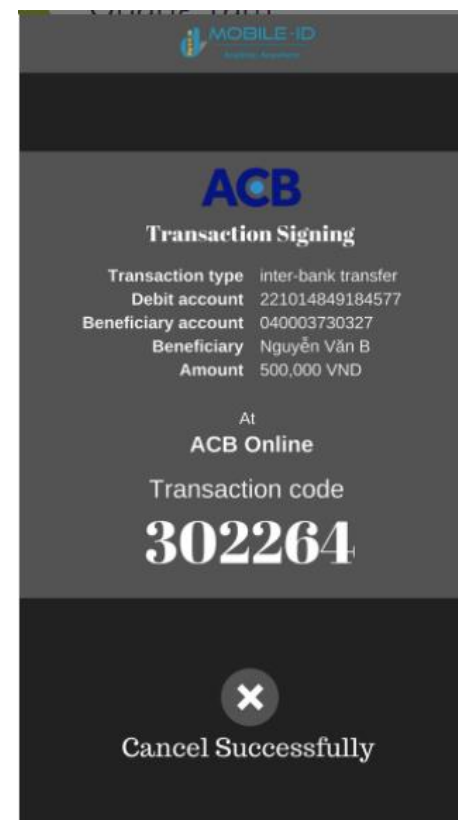 MOBILE-ID
ACB
Transaction Signing
Transaction type inter-bank transfer
Debit account 221014849184577
Beneficiary account 040003730327
Beneficiary Nguyễn Văn B
Amount 500,000 VND
At
ACB Online
Transaction code
302264
Cancel Successfully